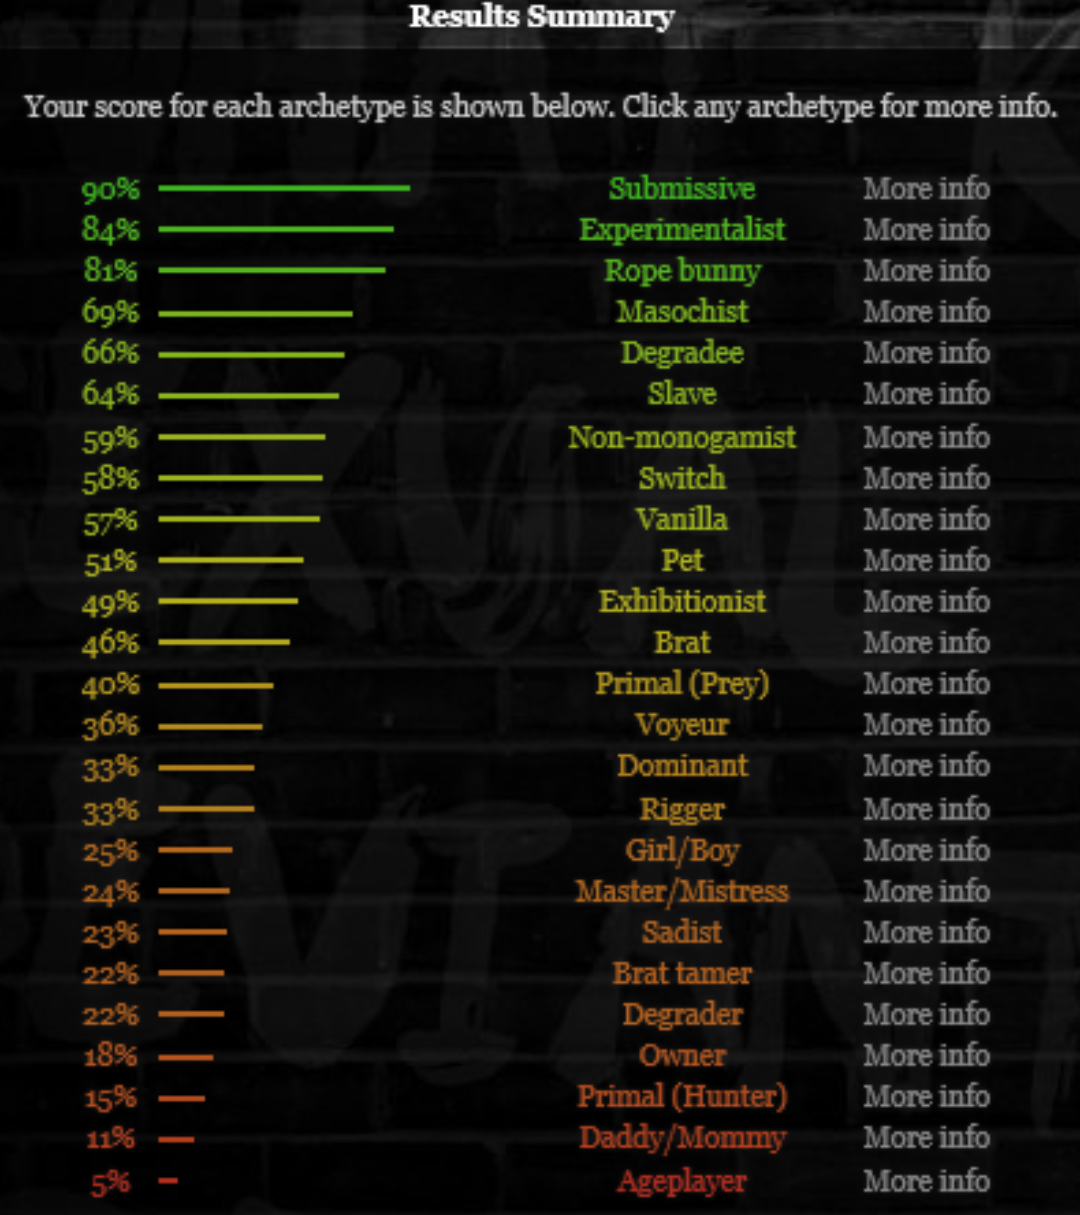 Results Summary
Your score for each archetype is shown below. Click any archetype for more info.
90% Submissive More info
84% Experimentalist More info
81% Rope bunny More info
69% Masochist More info
66% Degradee More info
64% Slave More info
59% Non-monogamist More info
58% Switch More info
57% Vanilla More info
51% Pet More info
49% Exhibitionist More info
46% Brat More info
40% Primal (Prey) More info
36% Voyeur More info
33% Dominant More info
33% Rigger More info
25% Girl/Boy More info
24% Master/Mistress More info
23% Sadist More info
22% Brat tamer More info
22% Degrader More info
18% Owner More info
15% Primal (Hunter) More info
11% Daddy/Mommy More info
5% Ageplayer More info